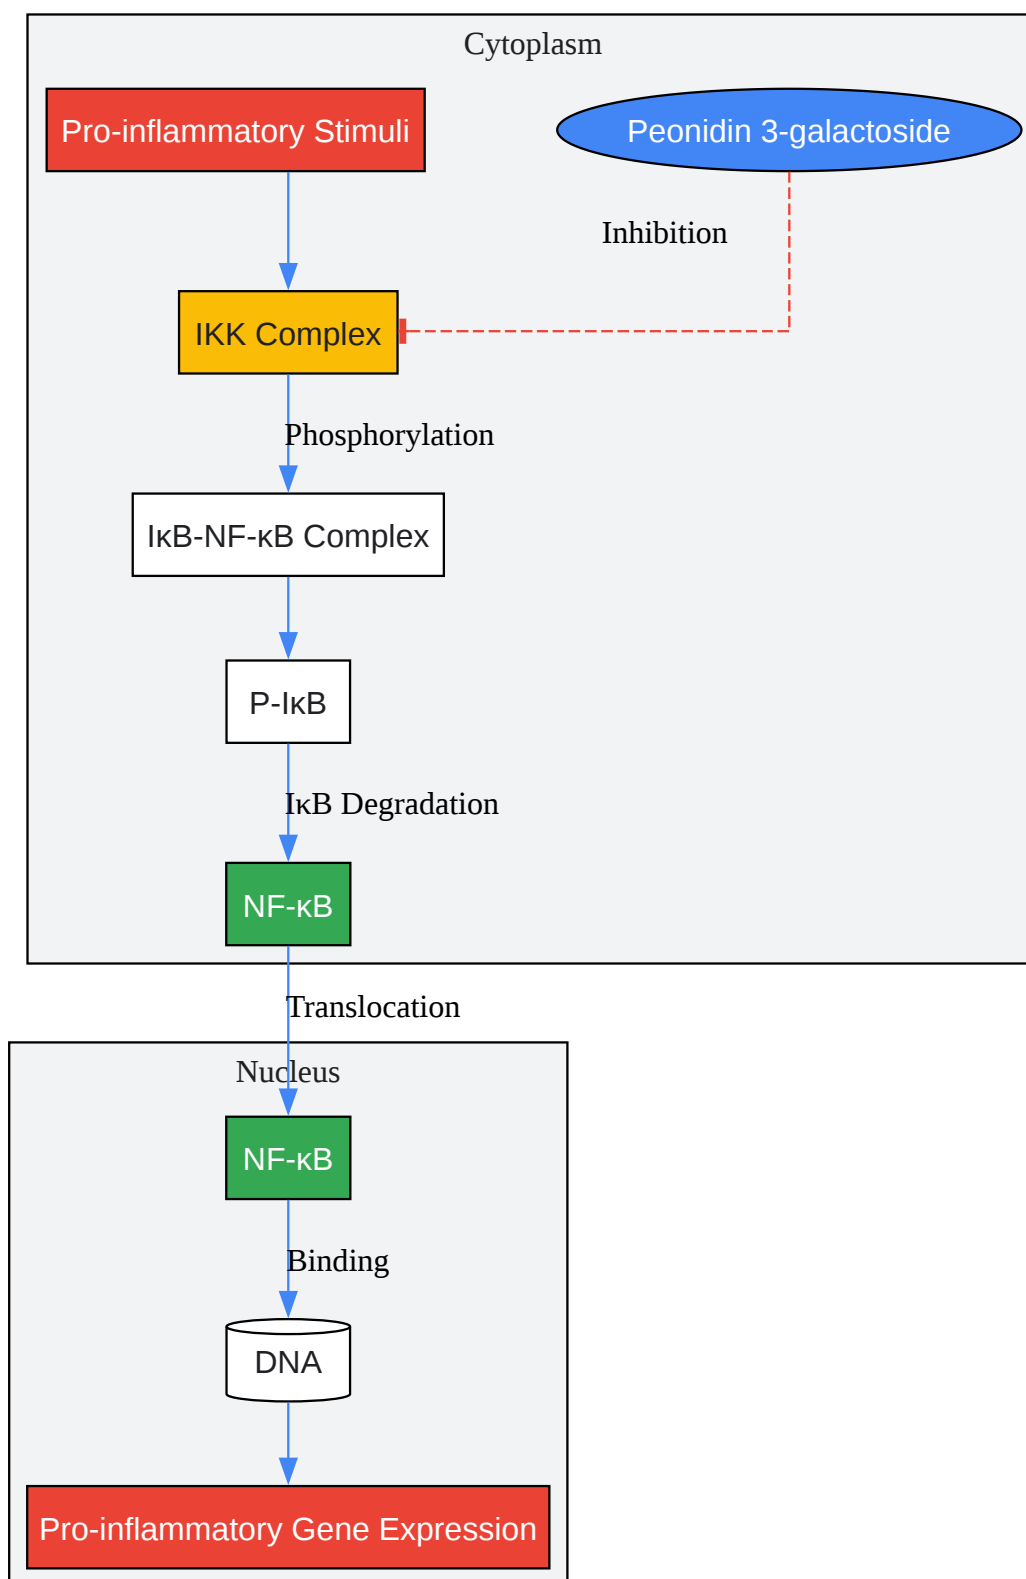 Cytoplasm
Pro-inflammatory Stimuli
Peonidin 3-galactoside
Inhibition
IKK Complex
Phosphorylation
IκB-NF-κB Complex
P-IκB
IκB Degradation
NF-κB
Translocation
Nucleus
NF-κB
Binding
DNA
Pro-inflammatory Gene Expression